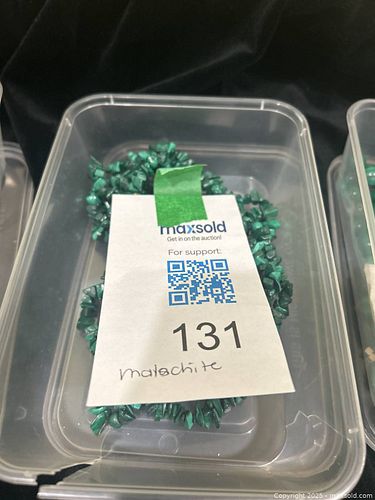 maxsold
Get in on the auction!
For support:
131
malachite
Copyright 2025 - maxsold.com